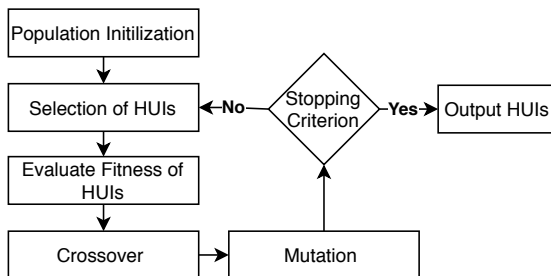 Population Initilization
Selection of HUIs
No
Stopping
Criterion
Yes
Output HUIs
Evaluate Fitness of
HUIs
Crossover
Mutation